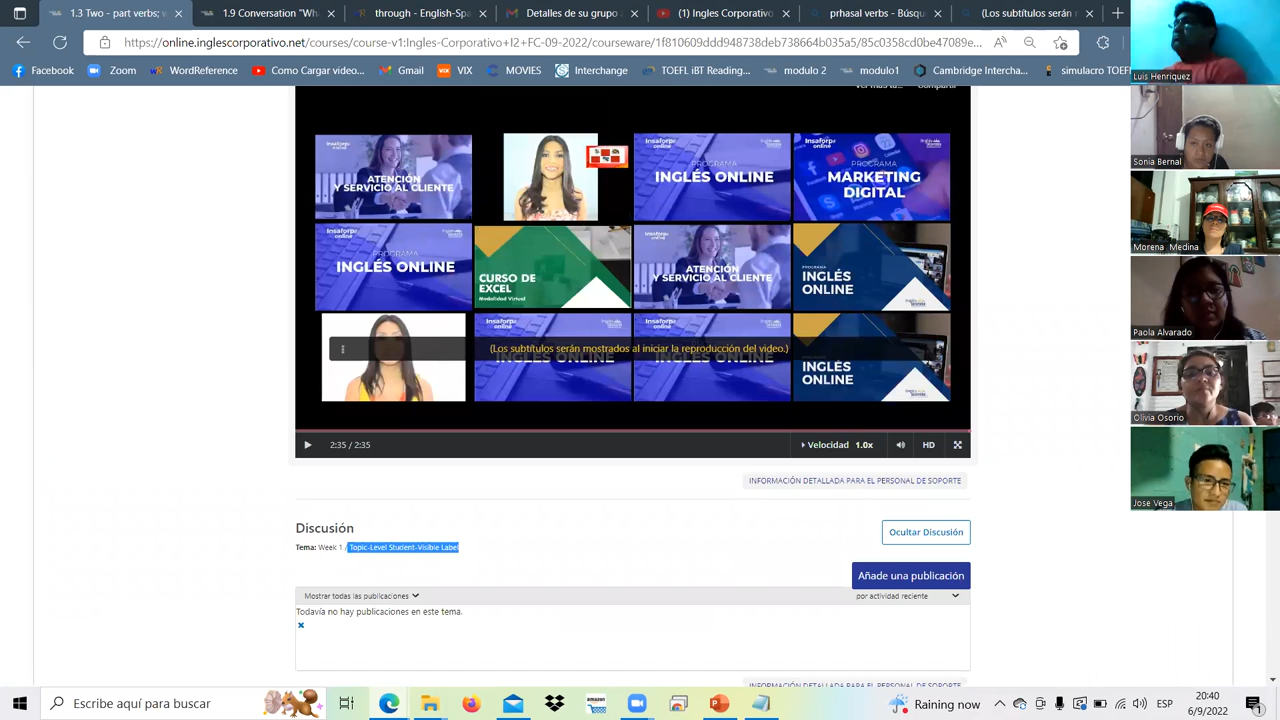 1.3 Two - part verbs; w
1.9 Conversation "Wha
through - English-Spa
Detalles de su grupo a
(1) Ingles Corporativo
prhasal verbs - Búsqu
(Los subtítulos serán r
https://online.inglescorporativo.net/courses/course-v1:Ingles-Corporativo+I2+FC-09-2022/courseware/1f810609ddd948738deb738664b035a5/85c0358cd0be47089e...
Facebook
Zoom
WordReference
Como Cargar video...
Gmail
VIX
MOVIES
Interchange
TOEFL iBT Reading...
modulo 2
modulo1
Cambridge Intercha...
simulacro TOEFL
Luis Henriquez
Sonia Bernal
Morena Medina
Paola Alvarado
Olivia Osorio
Jose Vega
ATENCIÓN
Y SERVICIO AL CLIENTE
PROGRAMA
INGLÉS ONLINE
PROGRAMA
MARKETING
DIGITAL
PROGRAMA
INGLÉS ONLINE
CURSO DE
EXCEL
Modalidad Virtual
ATENCIÓN
Y SERVICIO AL CLIENTE
PROGRAMA
INGLÉS
ONLINE
(Los subtítulos serán mostrados al iniciar la reproducción del video.)
INGLÉS ONLINE
INGLÉS ONLINE
INGLÉS
ONLINE
2:35 / 2:35
Velocidad 1.0x
HD
INFORMACIÓN DETALLADA PARA EL PERSONAL DE SOPORTE
Discusión
Ocultar Discusión
Tema: Week 1 / Topic-Level Student-Visible Label
Añade una publicación
Mostrar todas las publicaciones
por actividad reciente
Todavía no hay publicaciones en este tema.
INFORMACIÓN DETALLADA PARA EL PERSONAL DE SOPORTE
Escribe aquí para buscar
Raining now
ESP
20:40
6/9/2022